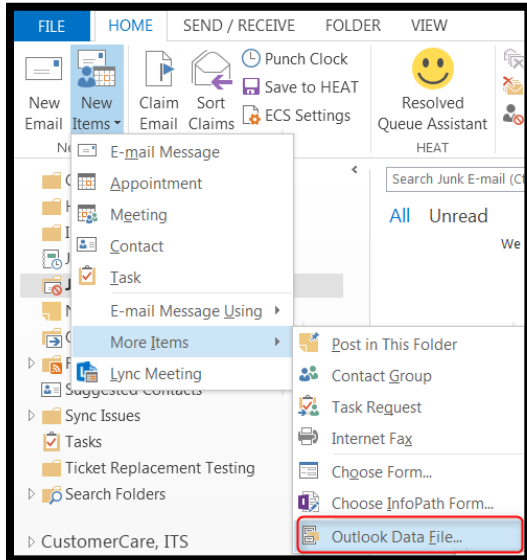 FILE HOME SEND / RECEIVE FOLDER VIEW
New Email
New Items
Claim Email
Sort Claims
Punch Clock
Save to HEAT
ECS Settings
Resolved Queue Assistant
HEAT
E-mail Message
Appointment
Meeting
Contact
Task
E-mail Message Using
More Items
Lync Meeting
Search Junk E-mail (Ct
All Unread
We
Post in This Folder
Contact Group
Task Request
Internet Fax
Choose Form...
Choose InfoPath Form...
Outlook Data File...
Suggested Contacts
Sync Issues
Tasks
Ticket Replacement Testing
Search Folders
CustomerCare, ITS